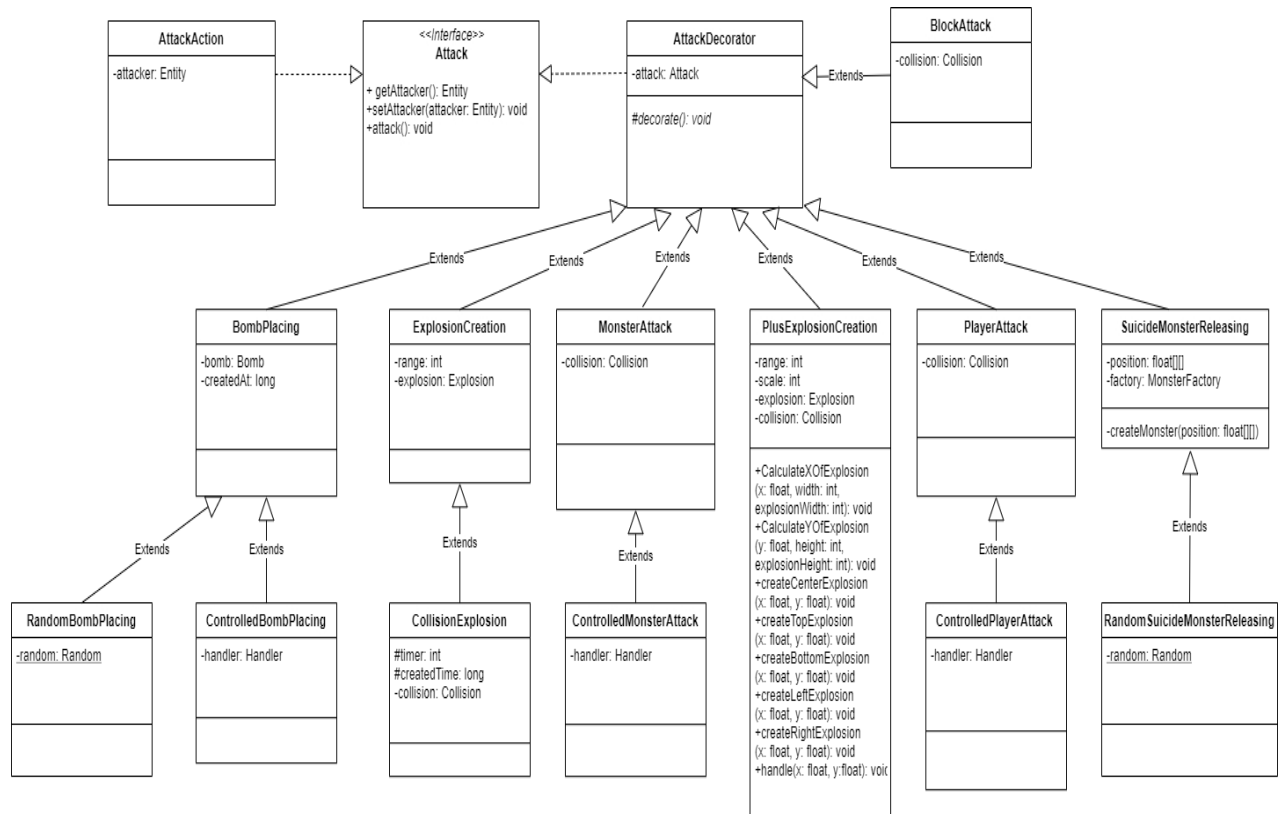 AttackAction
-attacker: Entity
<<Interface>>
Attack
+ getAttacker(): Entity
+setAttacker(attacker: Entity): void
+attack(): void
AttackDecorator
-attack: Attack
#decorate(): void
BlockAttack
-collision: Collision
Extends
Extends
Extends
Extends
Extends
Extends
Extends
BombPlacing
-bomb: Bomb
-createdAt: long
ExplosionCreation
-range: int
-explosion: Explosion
MonsterAttack
-collision: Collision
PlusExplosionCreation
-range: int
-scale: int
-explosion: Explosion
-collision: Collision
+CalculateXOfExplosion
(x: float, width: int,
explosionWidth: int): void
+CalculateYOfExplosion
(y: float, height: int,
explosionHeight: int): void
+createCenterExplosion
(x: float, y: float): void
+createTopExplosion
(x: float, y: float): void
+createBottomExplosion
(x: float, y: float): void
+createLeftExplosion
(x: float, y: float): void
+createRightExplosion
(x: float, y: float): void
+handle(x: float, y:float): void
PlayerAttack
-collision: Collision
SuicideMonsterReleasing
-position: float[][]
-factory: MonsterFactory
-createMonster(position: float[][])
Extends
Extends
Extends
Extends
Extends
Extends
RandomBombPlacing
-random: Random
ControlledBombPlacing
-handler: Handler
CollisionExplosion
#timer: int
#createdTime: long
-collision: Collision
ControlledMonsterAttack
-handler: Handler
ControlledPlayerAttack
-handler: Handler
RandomSuicideMonsterReleasing
-random: Random